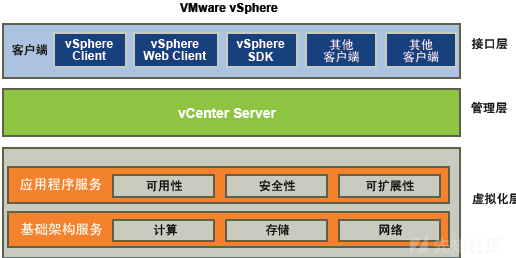 VMware vSphere
客户端
vSphere
Client
vSphere
Web Client
vSphere
SDK
其他
客户端
其他
客户端
接口层
vCenter Server
管理层
应用程序服务
可用性
安全性
可扩展性
虚拟化层
基础架构服务
计算
存储
网络
先知社区